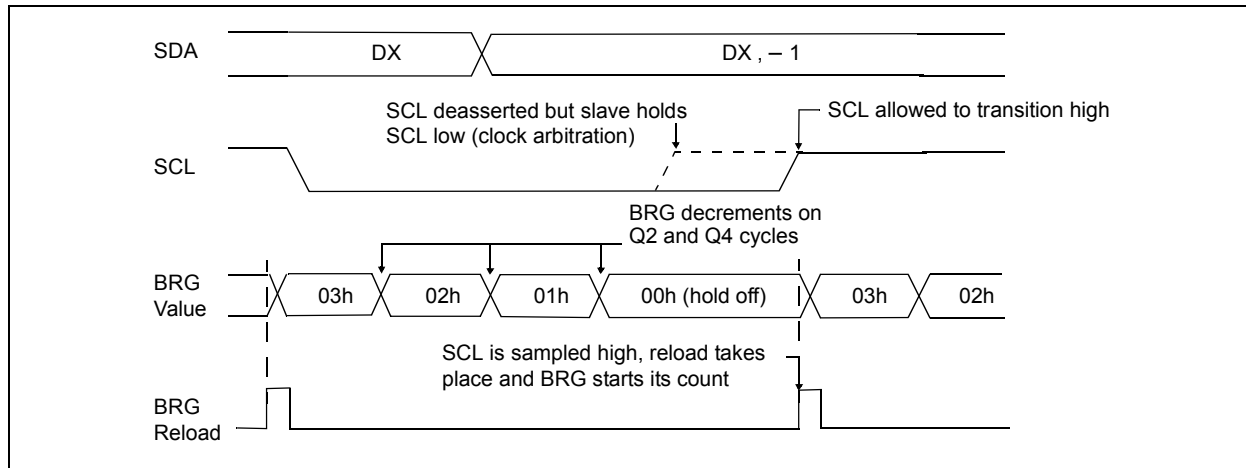 SDA
DX
DX , – 1
SCL deasserted but slave holds
SCL low (clock arbitration)
SCL allowed to transition high
SCL
BRG decrements on
Q2 and Q4 cycles
BRG
Value
03h
02h
01h
00h (hold off)
03h
02h
SCL is sampled high, reload takes
place and BRG starts its count
BRG
Reload